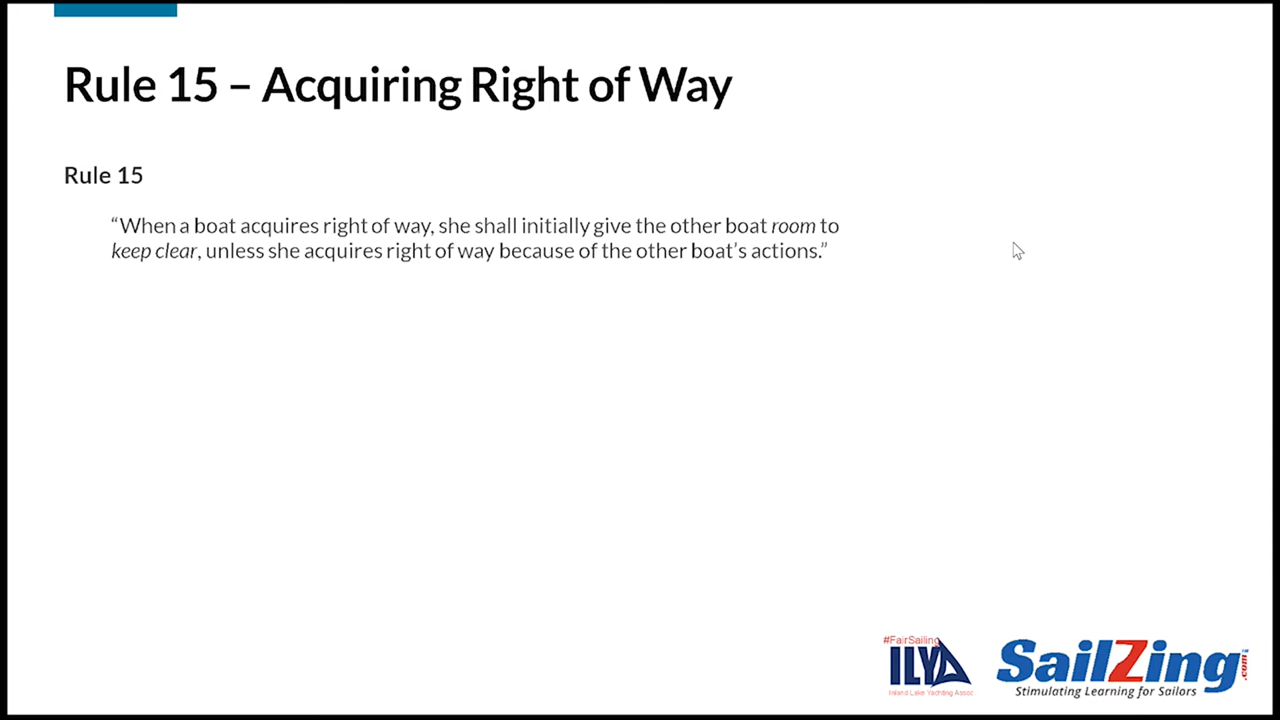 Rule 15 – Acquiring Right of Way
Rule 15
“When a boat acquires right of way, she shall initially give the other boat room to
keep clear, unless she acquires right of way because of the other boat’s actions.”
#FairSailing
ILYA
Inland Lake Yachting Assoc.
SailZing.com™
Stimulating Learning for Sailors